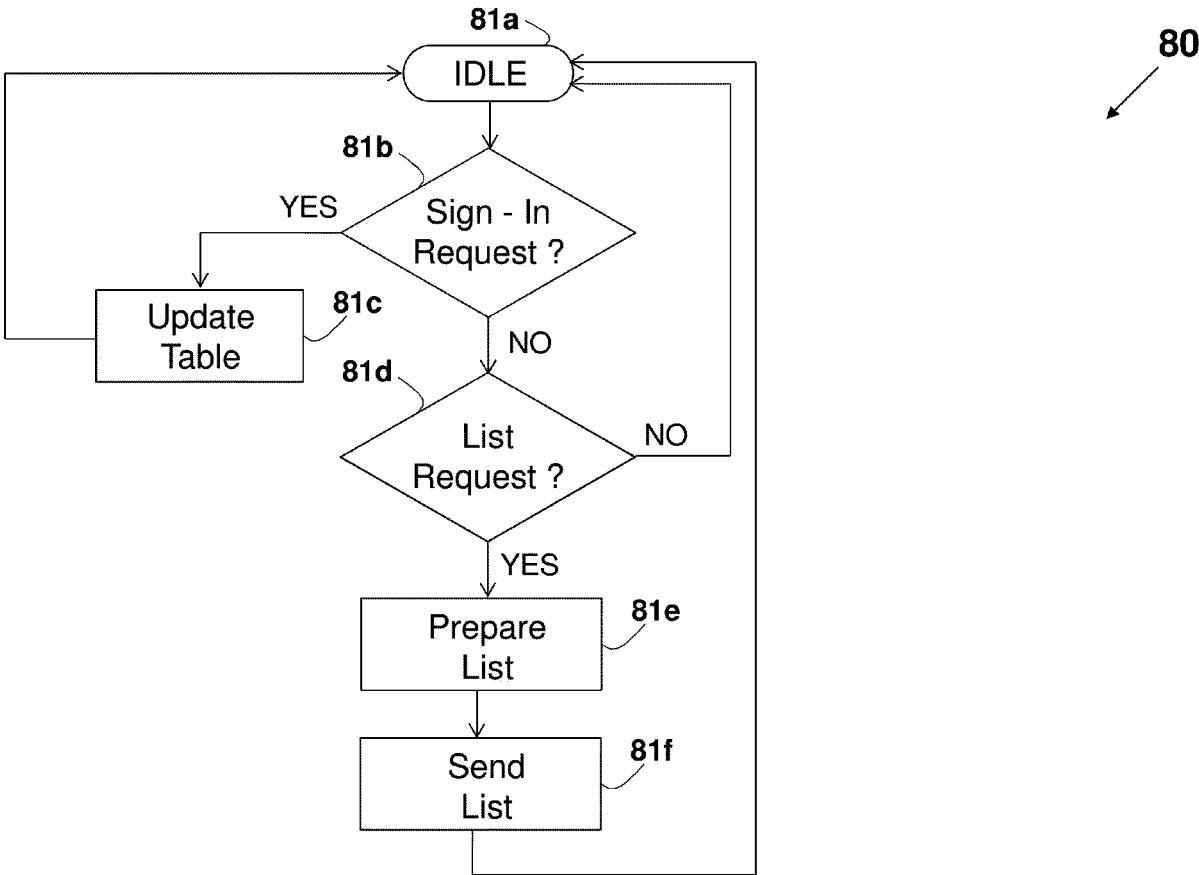 81a
80
IDLE
81b
YES
Sign - In
Request ?
81c
Update
Table
NO
81d
List
Request ?
NO
YES
81e
Prepare
List
81f
Send
List